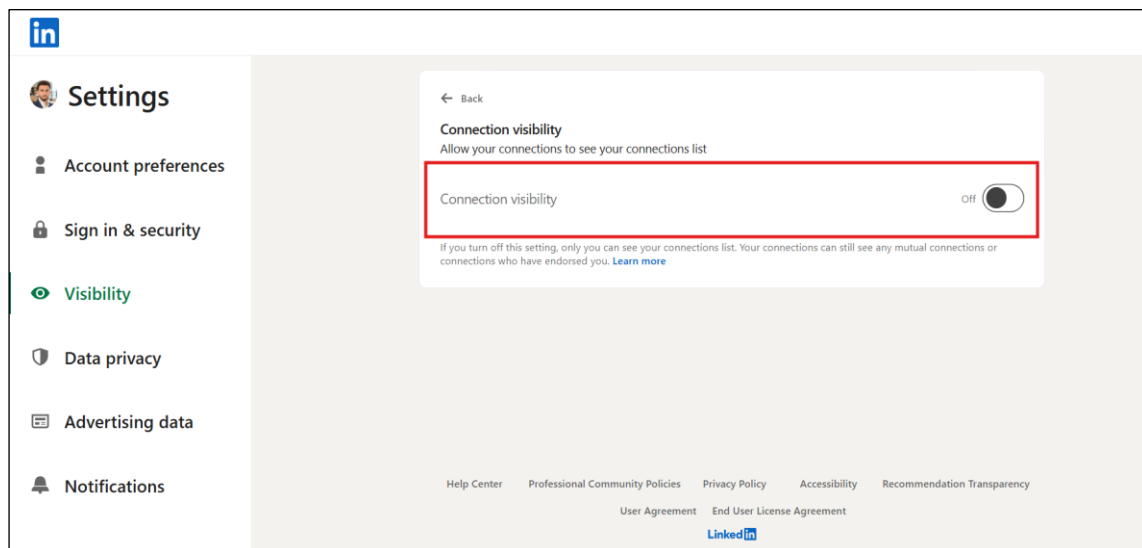 in
Settings
Account preferences
Sign in & security
Visibility
Data privacy
Advertising data
Notifications
← Back
Connection visibility
Allow your connections to see your connections list
Connection visibility
Off
If you turn off this setting, only you can see your connections list. Your connections can still see any mutual connections or
connections who have endorsed you. Learn more
Help Center Professional Community Policies Privacy Policy Accessibility Recommendation Transparency
User Agreement End User License Agreement
Linked in